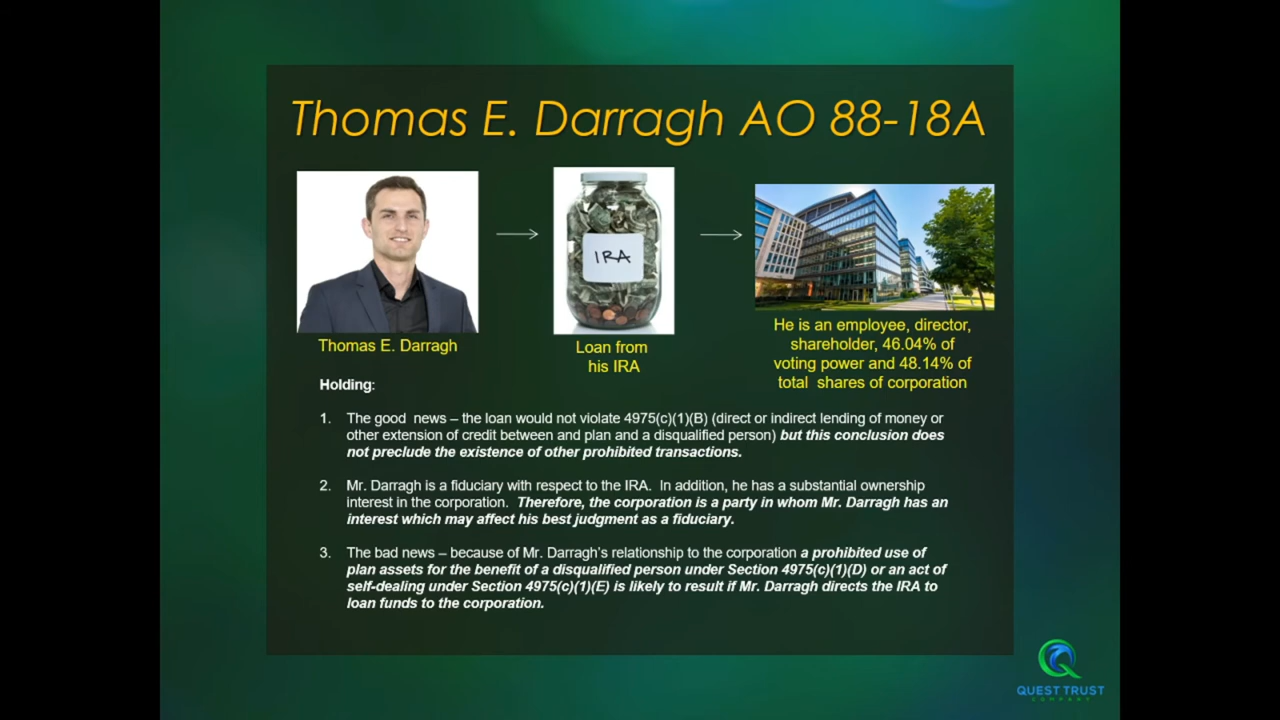 Thomas E. Darragh AO 88-18A
IRA
Thomas E. Darragh
Loan from
his IRA
He is an employee, director,
shareholder, 46.04% of
voting power and 48.14% of
total shares of corporation
Holding:
1. The good news – the loan would not violate 4975(c)(1)(B) (direct or indirect lending of money or
other extension of credit between and plan and a disqualified person) but this conclusion does
not preclude the existence of other prohibited transactions.
2. Mr. Darragh is a fiduciary with respect to the IRA. In addition, he has a substantial ownership
interest in the corporation. Therefore, the corporation is a party in whom Mr. Darragh has an
interest which may affect his best judgment as a fiduciary.
3. The bad news – because of Mr. Darragh's relationship to the corporation a prohibited use of
plan assets for the benefit of a disqualified person under Section 4975(c)(1)(D) or an act of
self-dealing under Section 4975(c)(1)(E) is likely to result if Mr. Darragh directs the IRA to
loan funds to the corporation.
QUEST TRUST
COMPANY